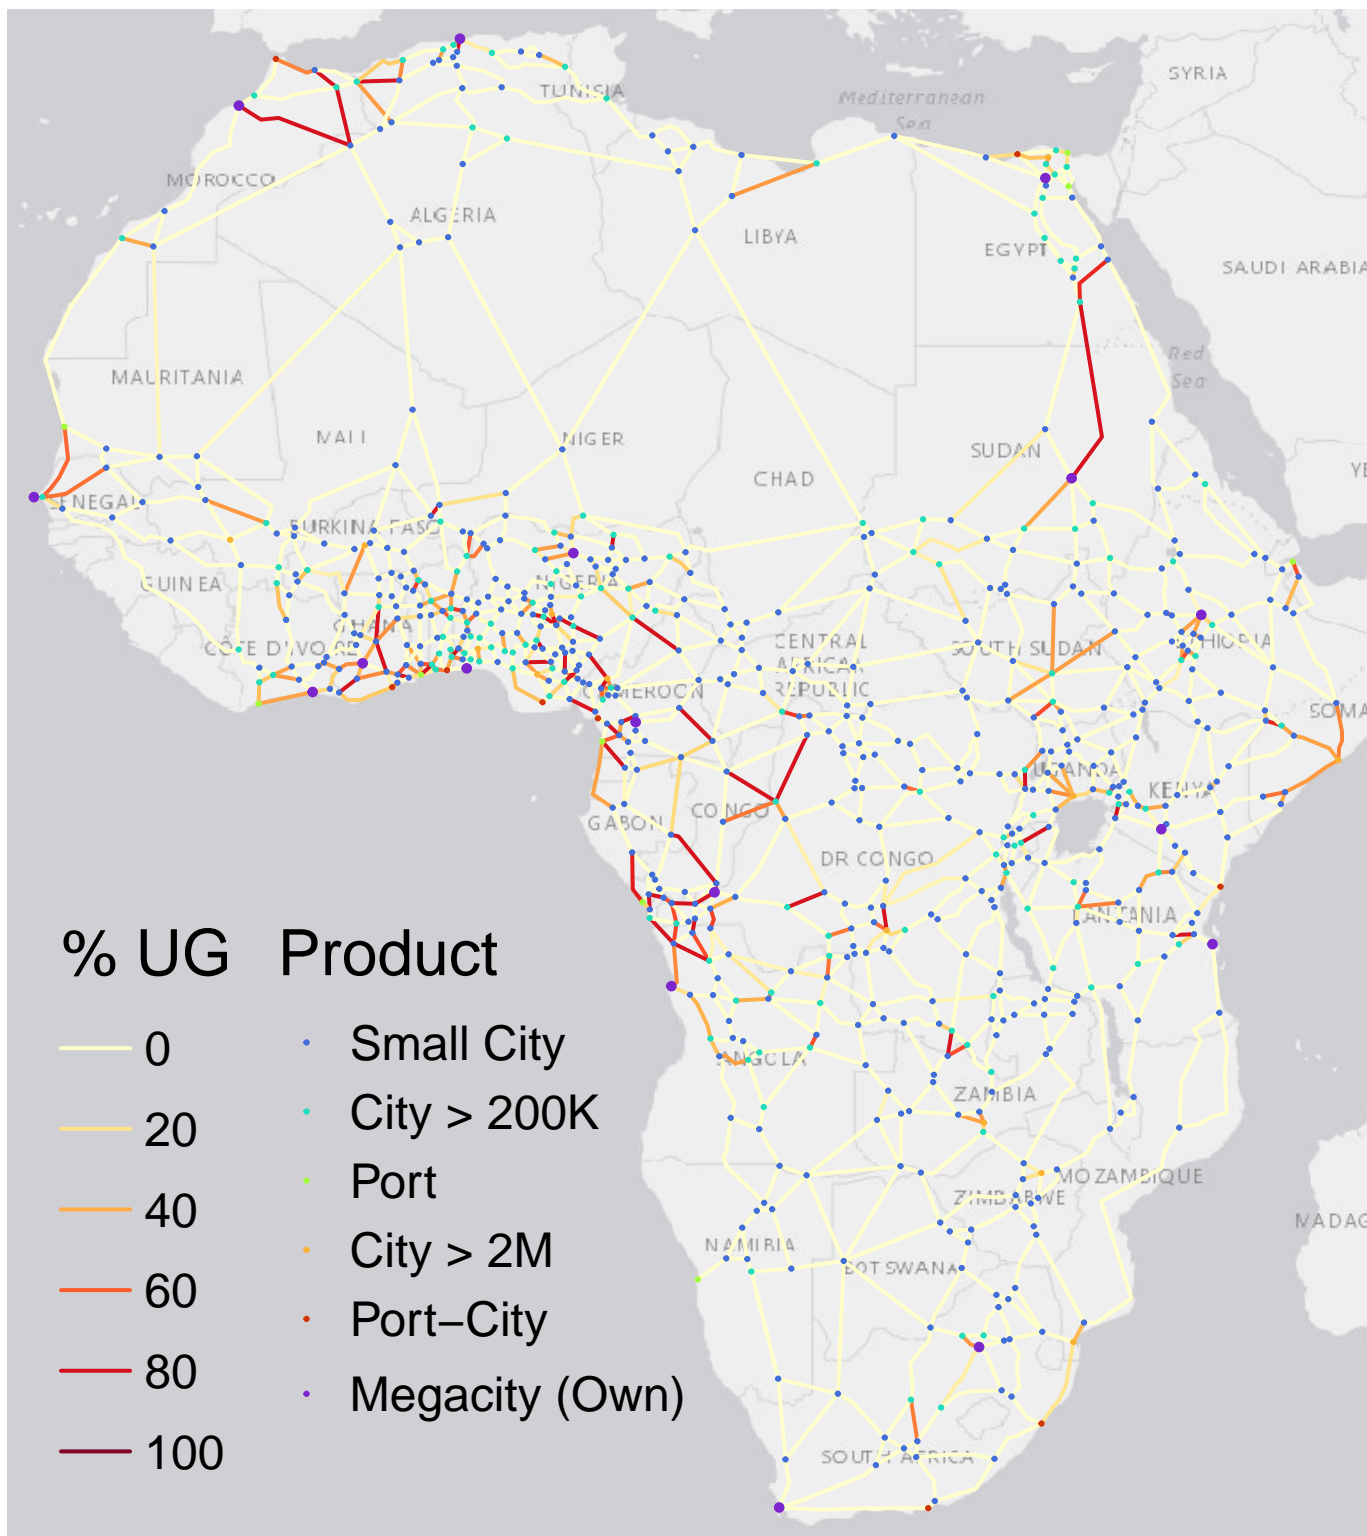 SYRIA
TUNISIA
Mediterranean
Sea
MOROCCO
ALGERIA
LIBYA
EGYPT
SAUDI ARABIA
Red
Sea
MAURITANIA
MALI
NIGER
SUDAN
CHAD
YE
SENEGAL
BURKINA FASO
GUINEA
NIGERIA
GHANA
CÔTE D'IVOIRE
CENTRAL
AFRICAN
REPUBLIC
SOUTH SUDAN
ETHIOPIA
CAMEROON
SOMA
UGANDA
KENYA
GABON
CONGO
DR CONGO
TANZANIA
% UG Product
0
20
40
60
80
100
Small City
City > 200K
Port
City > 2M
Port–City
Megacity (Own)
ANGOLA
ZAMBIA
MOZAMBIQUE
ZIMBABWE
MADAG
NAMIBIA
BOTSWANA
SOUTH AFRICA